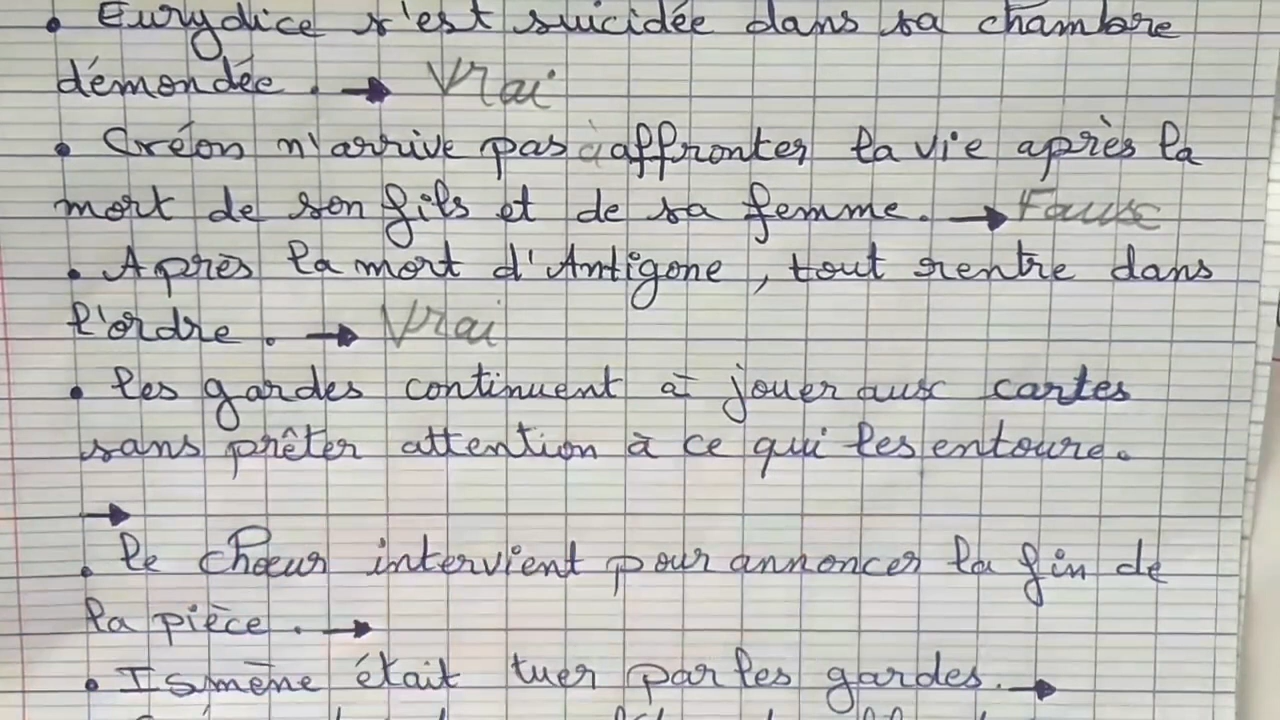 • Eurydice s'est suicidée dans sa chambre
démondée. → Vrai
• Créon n'arrive pas à affronter la vie après la
mort de son fils et de sa femme. → Faux
• Après la mort d'Antigone, tout rentre dans
l'ordre. → Vrai
• les gardes continuent à jouer aux cartes
sans prêter attention à ce qui les entoure.
→
• le chœur intervient pour annoncer la fin de
la pièce. →
• Ismène était tuer par les gardes. →